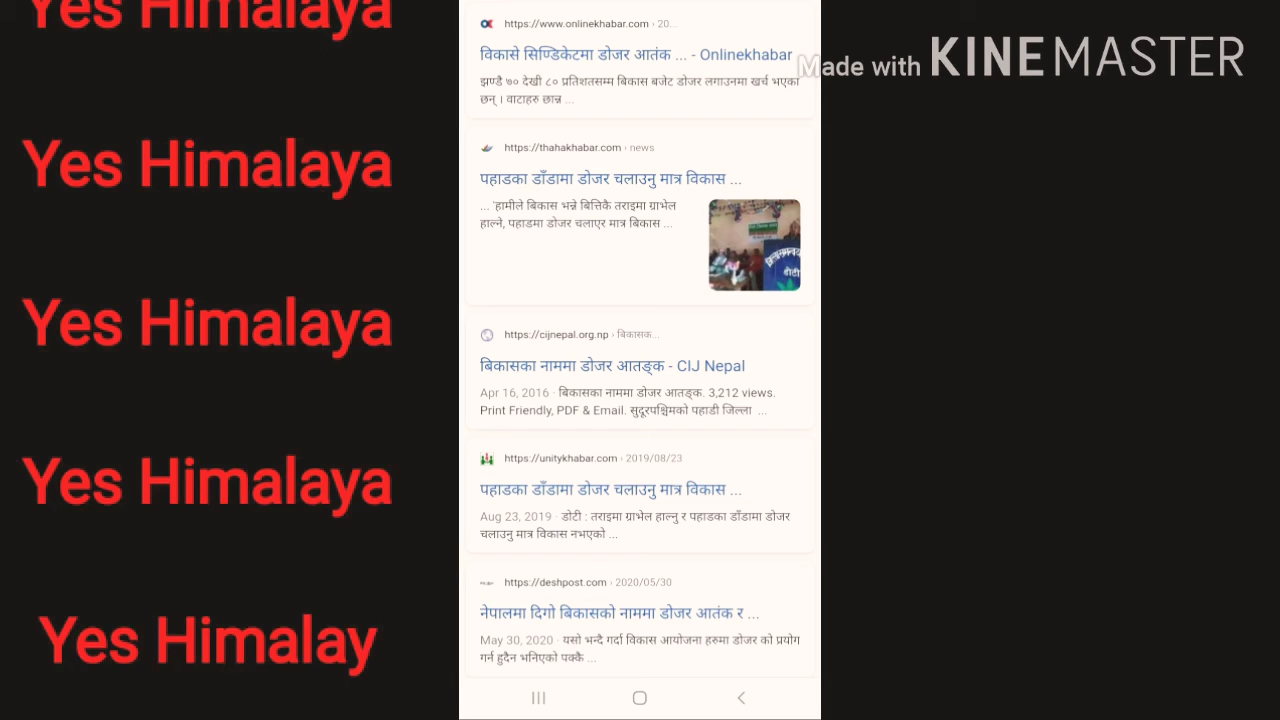 Yes Himalaya
Yes Himalaya
Yes Himalaya
Yes Himalaya
Yes Himalay
https://www.onlinekhabar.com › 20...
विकासे सिण्डिकेटमा डोजर आतंक ... - Onlinekhabar
झण्डै ७० देखी ८० प्रतिशतसम्म बिकास बजेट डोजर लगाउनमा खर्च भएका
छन् । वाटाहरु छान्न ...
https://thahakhabar.com › news
पहाडका डाँडामा डोजर चलाउनु मात्र विकास ...
... 'हामीले बिकास भन्ने बित्तिकै तराइमा ग्राभेल
हाल्ने, पहाडमा डोजर चलाएर मात्र बिकास ...
https://cijnepal.org.np › बिकासक...
बिकासका नाममा डोजर आतङ्क - CIJ Nepal
Apr 16, 2016 · बिकासका नाममा डोजर आतङ्क. 3,212 views.
Print Friendly, PDF & Email. सुदूरपश्चिमको पहाडी जिल्ला ...
https://unitykhabar.com › 2019/08/23
पहाडका डाँडामा डोजर चलाउनु मात्र विकास ...
Aug 23, 2019 · डोटी : तराइमा ग्राभेल हाल्नु र पहाडका डाँडामा डोजर
चलाउनु मात्र विकास नभएको ...
https://deshpost.com › 2020/05/30
नेपालमा दिगो बिकासको नाममा डोजर आतंक र ...
May 30, 2020 · यसो भन्दै गर्दा विकास आयोजना हरुमा डोजर को प्रयोग
गर्न हुदैन भनिएको पक्कै ...
Made with KINEMASTER